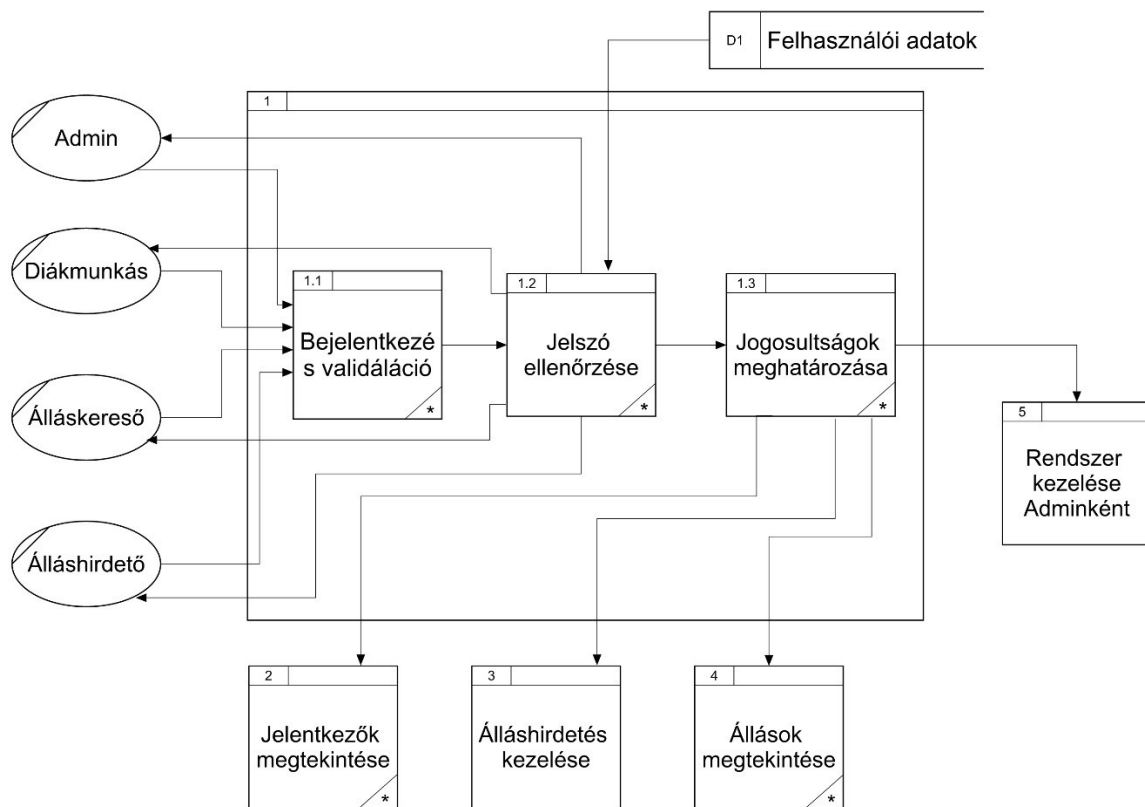 D1 Felhasználói adatok
1
Admin
Diákmunkás
Álláskereső
Álláshirdető
1.1
Bejelentkezé
s validáláció
*
1.2
Jelszó
ellenőrzése
*
1.3
Jogosultságok
meghatározása
*
5
Rendszer
kezelése
Adminként
2
Jelentkezők
megtekintése
*
3
Álláshirdetés
kezelése
4
Állások
megtekintése
*